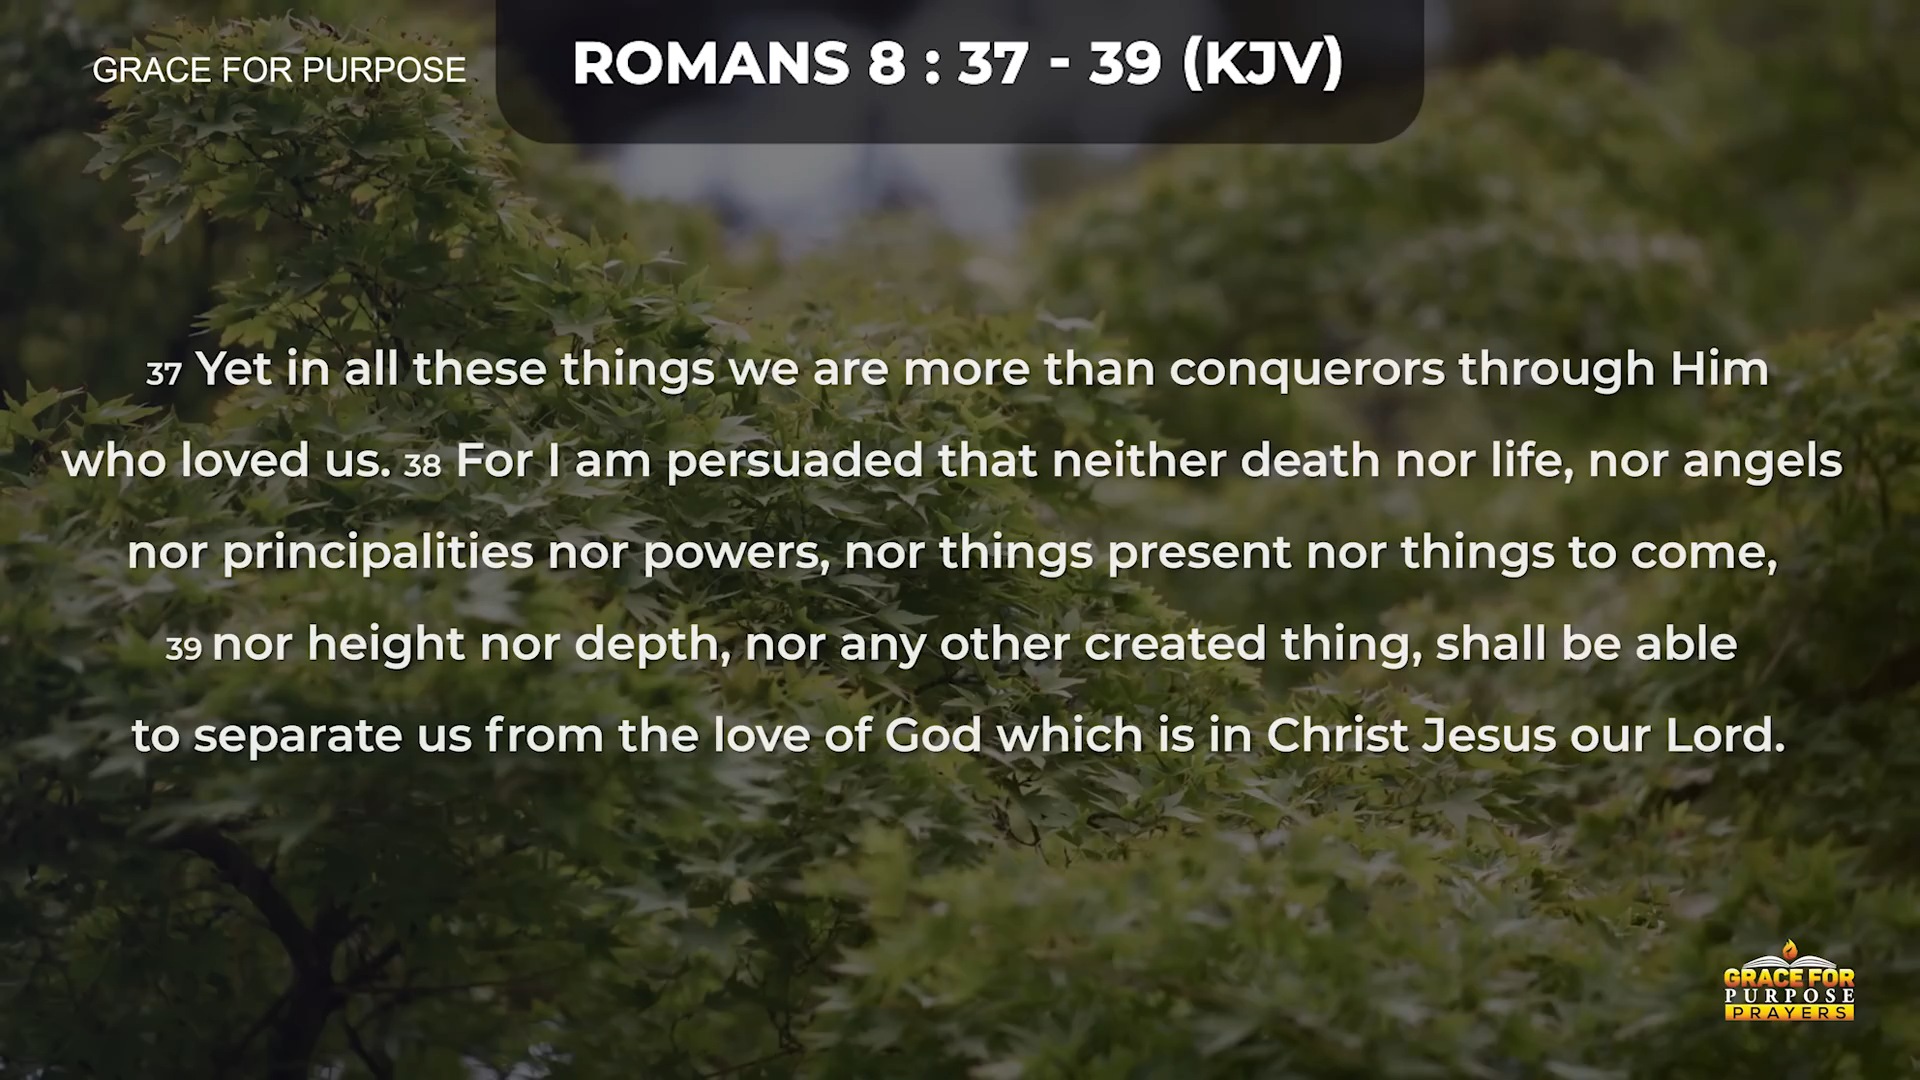 GRACE FOR PURPOSE
ROMANS 8 : 37 - 39 (KJV)
37 Yet in all these things we are more than conquerors through Him
who loved us. 38 For I am persuaded that neither death nor life, nor angels
nor principalities nor powers, nor things present nor things to come,
39 nor height nor depth, nor any other created thing, shall be able
to separate us from the love of God which is in Christ Jesus our Lord.
GRACE FOR
PURPOSE
PRAYERS